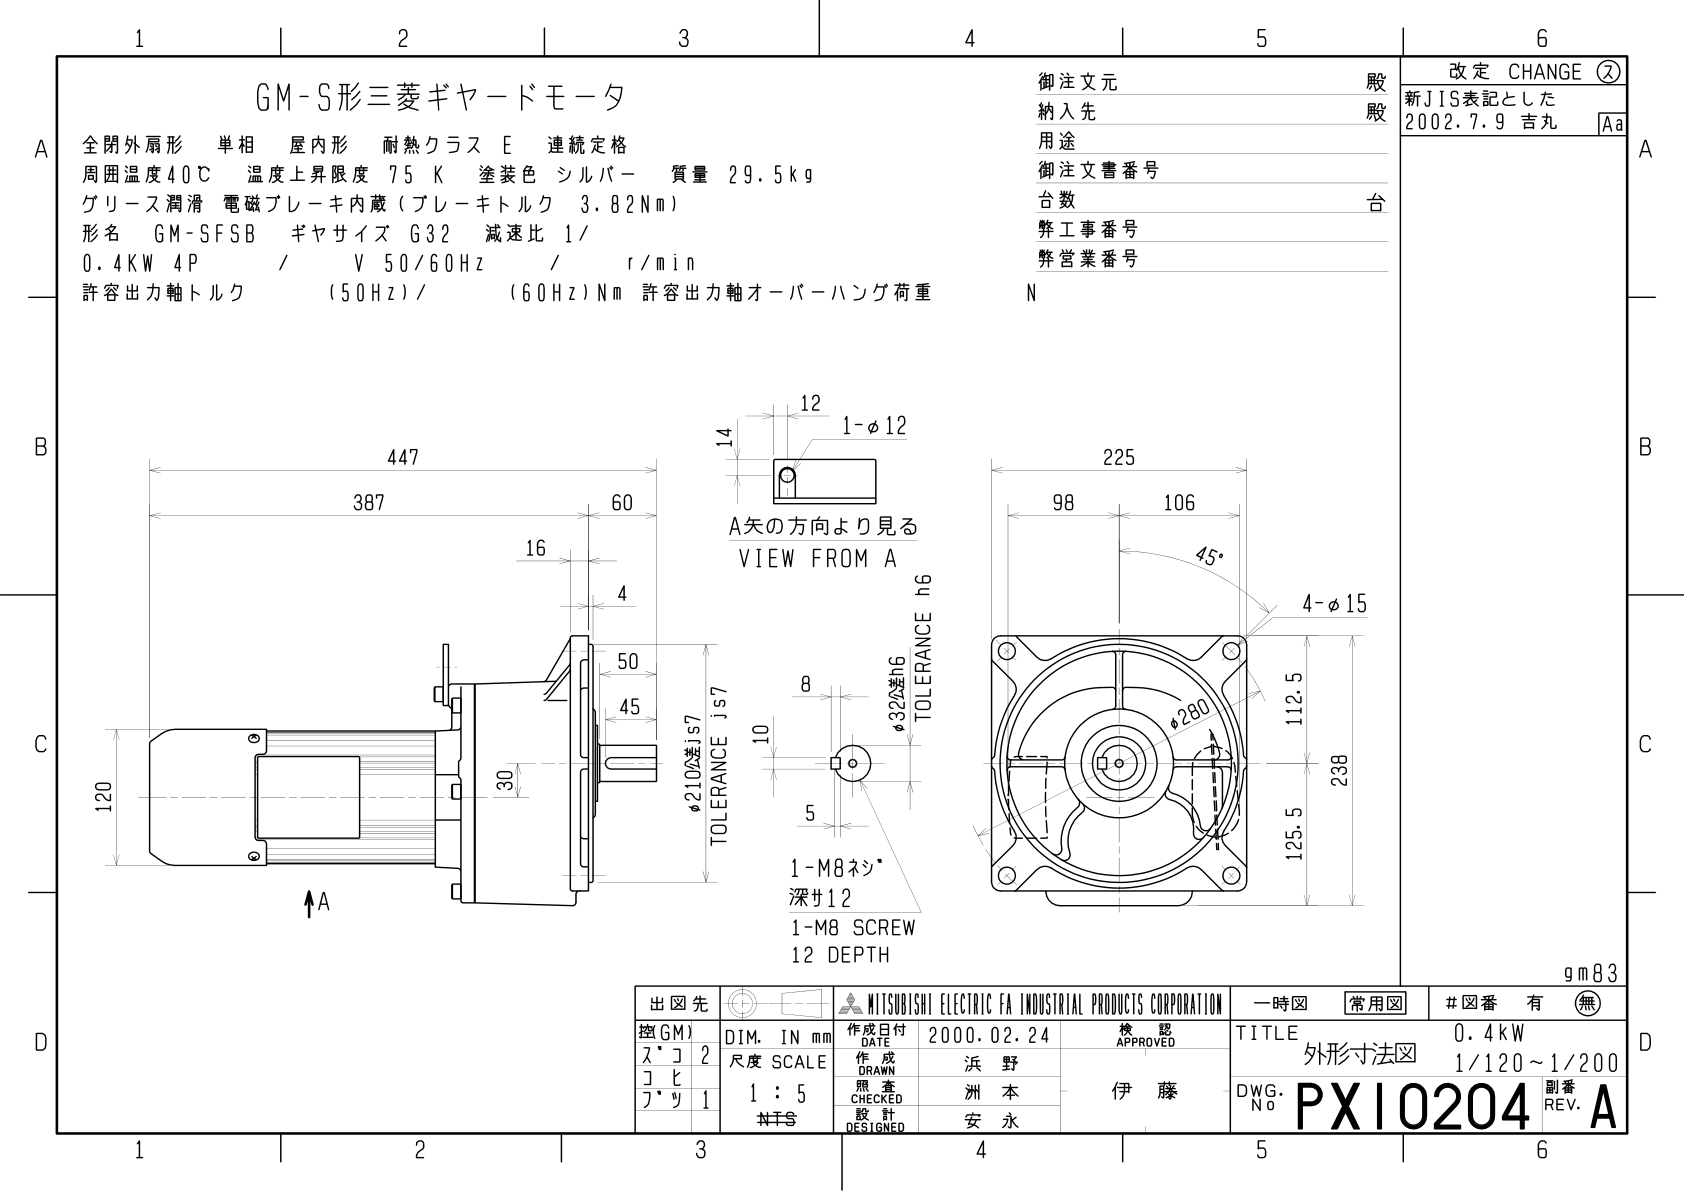 1 2 3 4 5 6
改定 CHANGE ス
新JIS表記とした
2002.7.9 吉丸 Aa
GM-S形三菱ギヤードモータ
全閉外扇形 単相 屋内形 耐熱クラス E 連続定格
周囲温度40℃ 温度上昇限度 75 K 塗装色 シルバー 質量 29.5kg
グリース潤滑 電磁ブレーキ内蔵(ブレーキトルク 3.82Nm)
形名 GM-SFSB ギヤサイズ G32 減速比 1/
0.4KW 4P / V 50/60Hz / r/min
許容出力軸トルク (50Hz)/ (60Hz)Nm 許容出力軸オーバーハング荷重 N
御注文元 殿
納入先 殿
用途
御注文書番号
台数 台
弊工事番号
弊営業番号
A A
B B
C C
D D
12
14
1-φ12
A矢の方向より見る
VIEW FROM A
447
387 60
16
4
50
45
30
120
A
φ210公差js7
TOLERANCE js7
8
10
5
φ32公差h6
TOLERANCE h6
1-M8ネジ
深サ12
1-M8 SCREW
12 DEPTH
225
98 106
45°
4-φ15
φ280
112.5
125.5
238
gm83
出図先
控(GM)
ズコ 2
コヒ
ブツ 1
DIM. IN mm
尺度 SCALE
1 : 5
NTS
MITSUBISHI ELECTRIC FA INDUSTRIAL PRODUCTS CORPORATION
作成日付 DATE 2000.02.24
作成 DRAWN 浜野
照査 CHECKED 洲本
設計 DESIGNED 安永
検認 APPROVED
伊藤
一時図 常用図 #図番 有 無
TITLE 外形寸法図
0.4kW
1/120~1/200
DWG. No PX10204 副番 REV. A
1 2 3 4 5 6